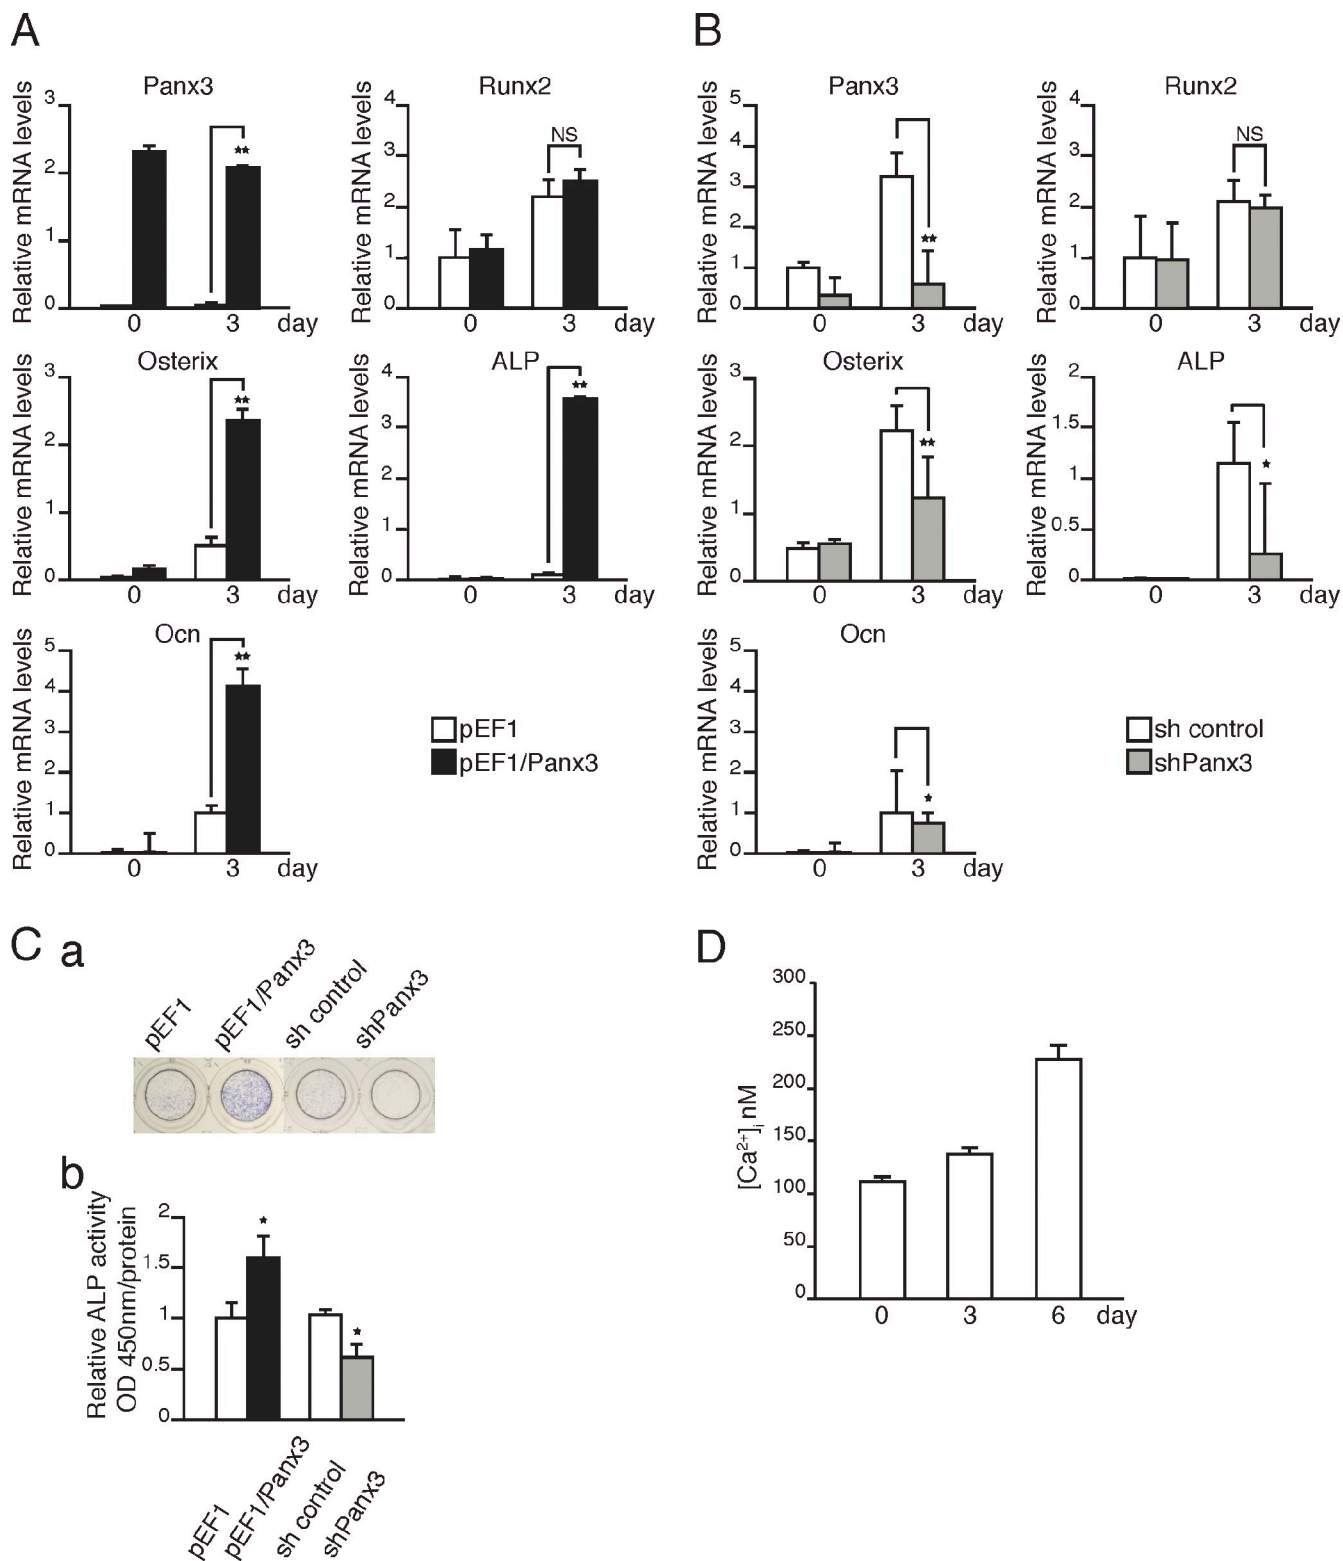 A
Panx3
Relative mRNA levels
3
2
1
0
0 3 day
**
Runx2
Relative mRNA levels
4
3
2
1
0
0 3 day
NS
Osterix
Relative mRNA levels
3
2
1
0
0 3 day
**
ALP
Relative mRNA levels
4
3
2
1
0
0 3 day
**
Ocn
Relative mRNA levels
5
4
3
2
1
0
0 3 day
**
pEF1
pEF1/Panx3
B
Panx3
Relative mRNA levels
5
4
3
2
1
0
0 3 day
**
Runx2
Relative mRNA levels
4
3
2
1
0
0 3 day
NS
Osterix
Relative mRNA levels
3
2
1
0
0 3 day
**
ALP
Relative mRNA levels
2
1.5
1
0.5
0
0 3 day
*
Ocn
Relative mRNA levels
5
4
3
2
1
0
0 3 day
*
sh control
shPanx3
C a
pEF1
pEF1/Panx3
sh control
shPanx3
b
Relative ALP activity
OD 450nm/protein
2
1.5
1
0.5
0
*
*
pEF1
pEF1/Panx3
sh control
shPanx3
D
[Ca2+]i nM
300
250
200
150
100
50
0
0 3 6 day